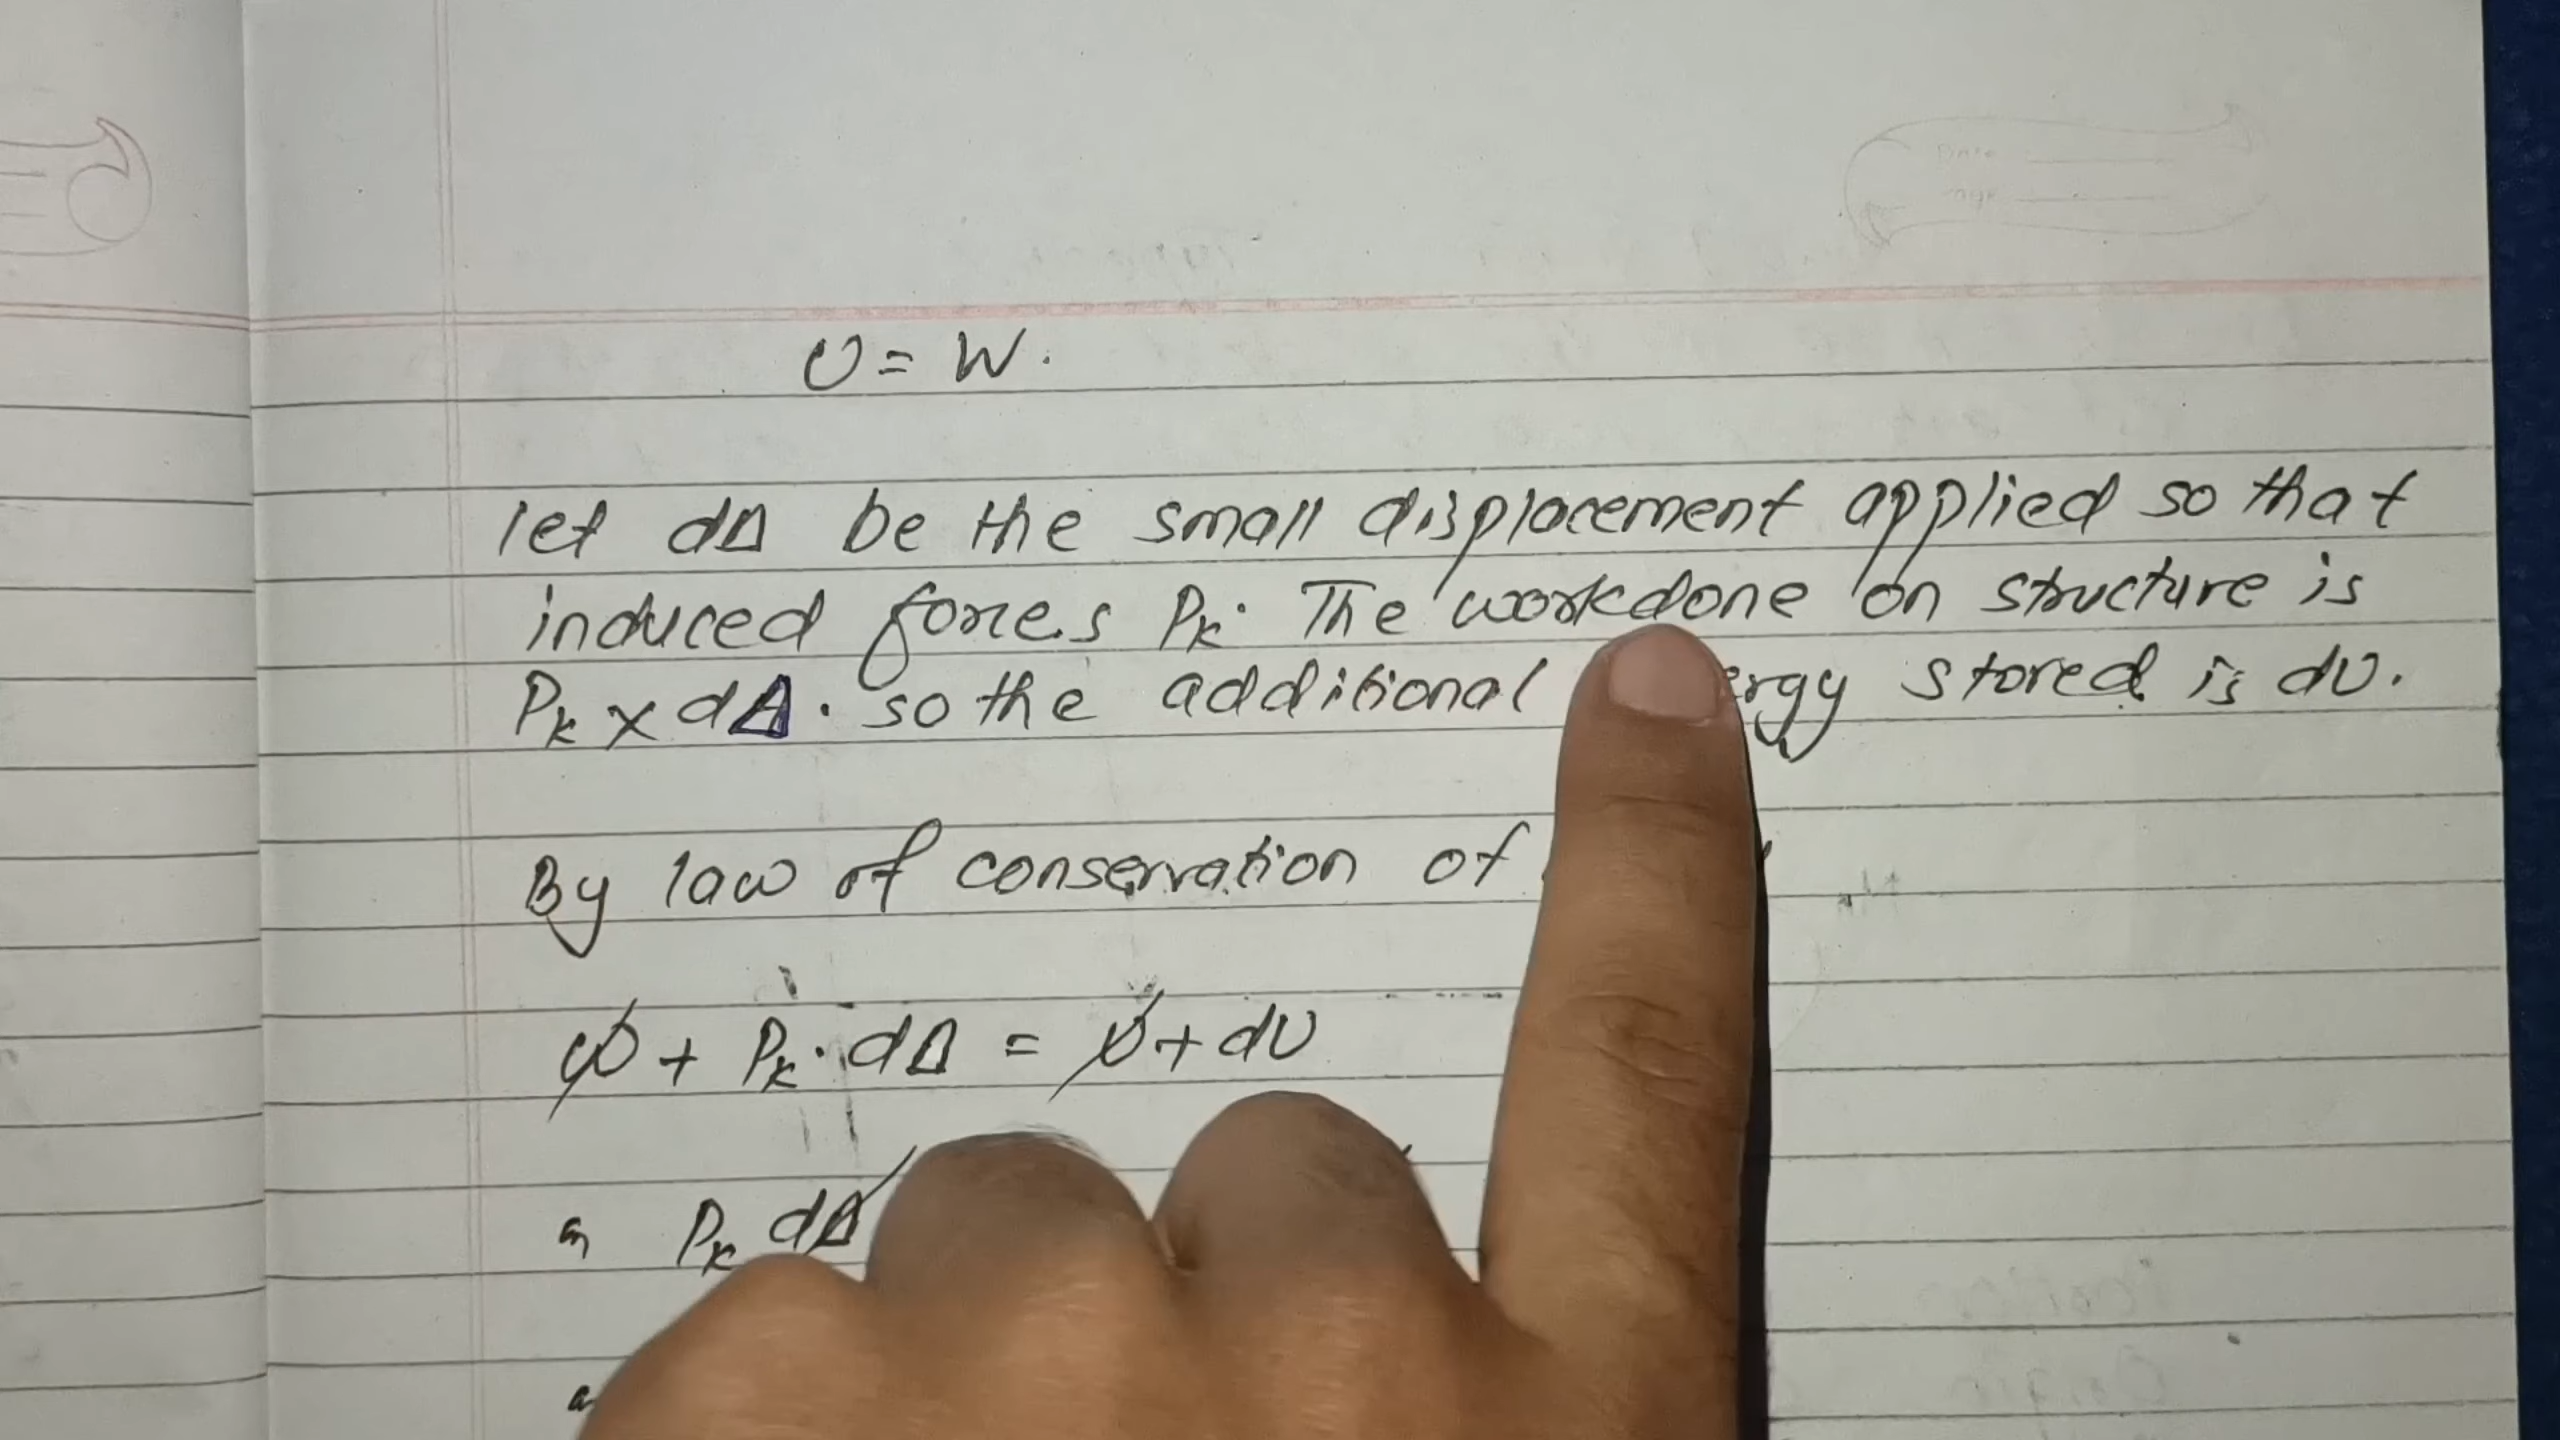 U = W.
let dΔ be the small displacement applied so that
induced forces Pk. The workdone on structure is
Pk x dΔ. so the additional stored is dU.
By law of conservation of
W + Pk . dΔ = U + dU
Pk dΔ